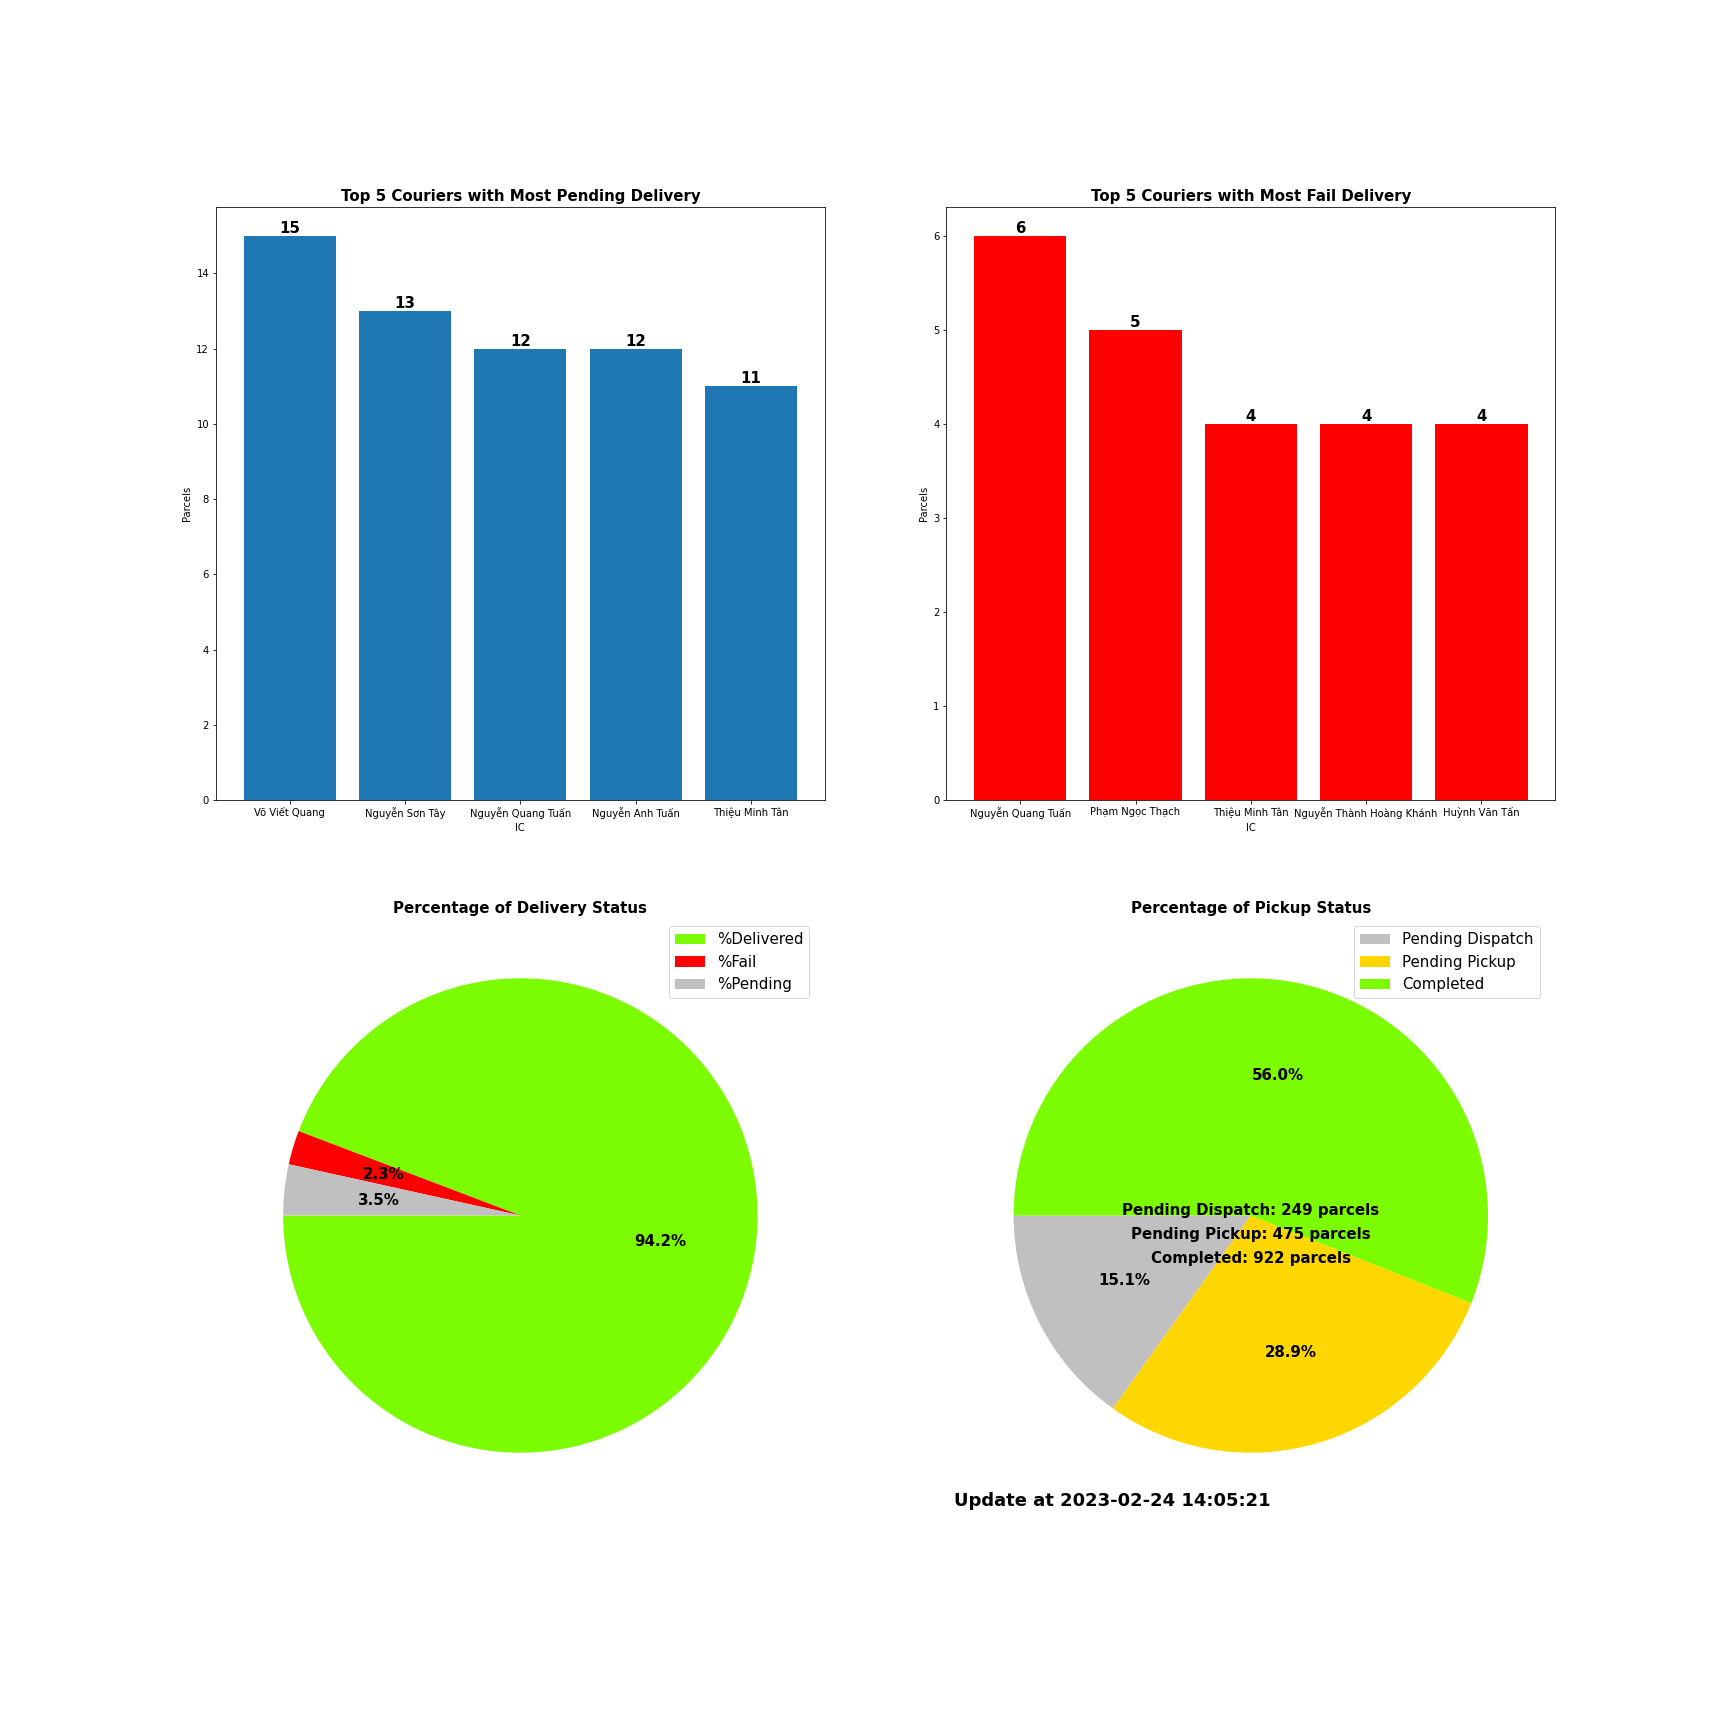 Top 5 Couriers with Most Pending Delivery
15
13
12
12
11
14
12
10
8
6
4
2
0
Parcels
Võ Viết Quang
Nguyễn Sơn Tây
Nguyễn Quang Tuấn
Nguyễn Anh Tuấn
Thiệu Minh Tân
IC
Top 5 Couriers with Most Fail Delivery
6
5
4
4
4
6
5
4
3
2
1
0
Parcels
Nguyễn Quang Tuấn
Phạm Ngọc Thạch
Thiệu Minh Tân
Nguyễn Thành Hoàng Khánh
Huỳnh Văn Tấn
IC
Percentage of Delivery Status
%Delivered
%Fail
%Pending
2.3%
3.5%
94.2%
Percentage of Pickup Status
Pending Dispatch
Pending Pickup
Completed
56.0%
Pending Dispatch: 249 parcels
Pending Pickup: 475 parcels
Completed: 922 parcels
15.1%
28.9%
Update at 2023-02-24 14:05:21